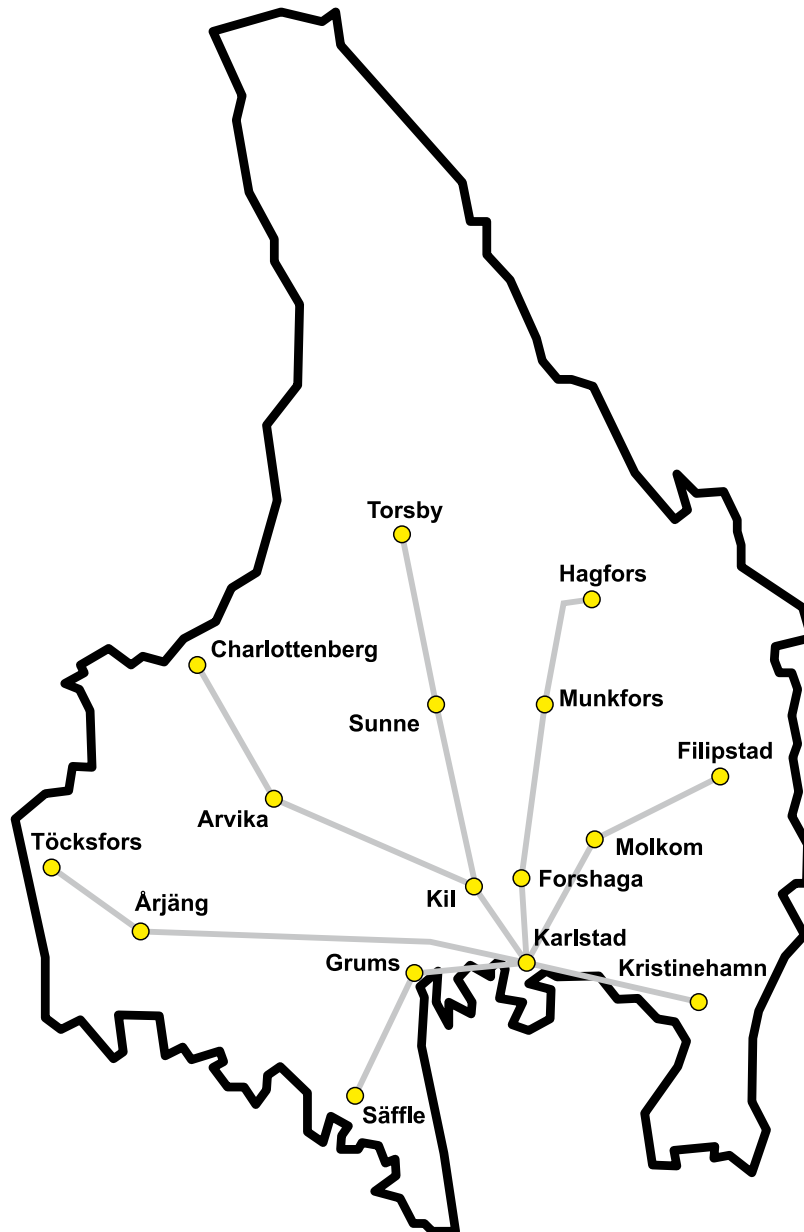 Torsby
Hagfors
Charlottenberg
Sunne
Munkfors
Filipstad
Arvika
Töcksfors
Molkom
Forshaga
Kil
Årjäng
Karlstad
Grums
Kristinehamn
Säffle